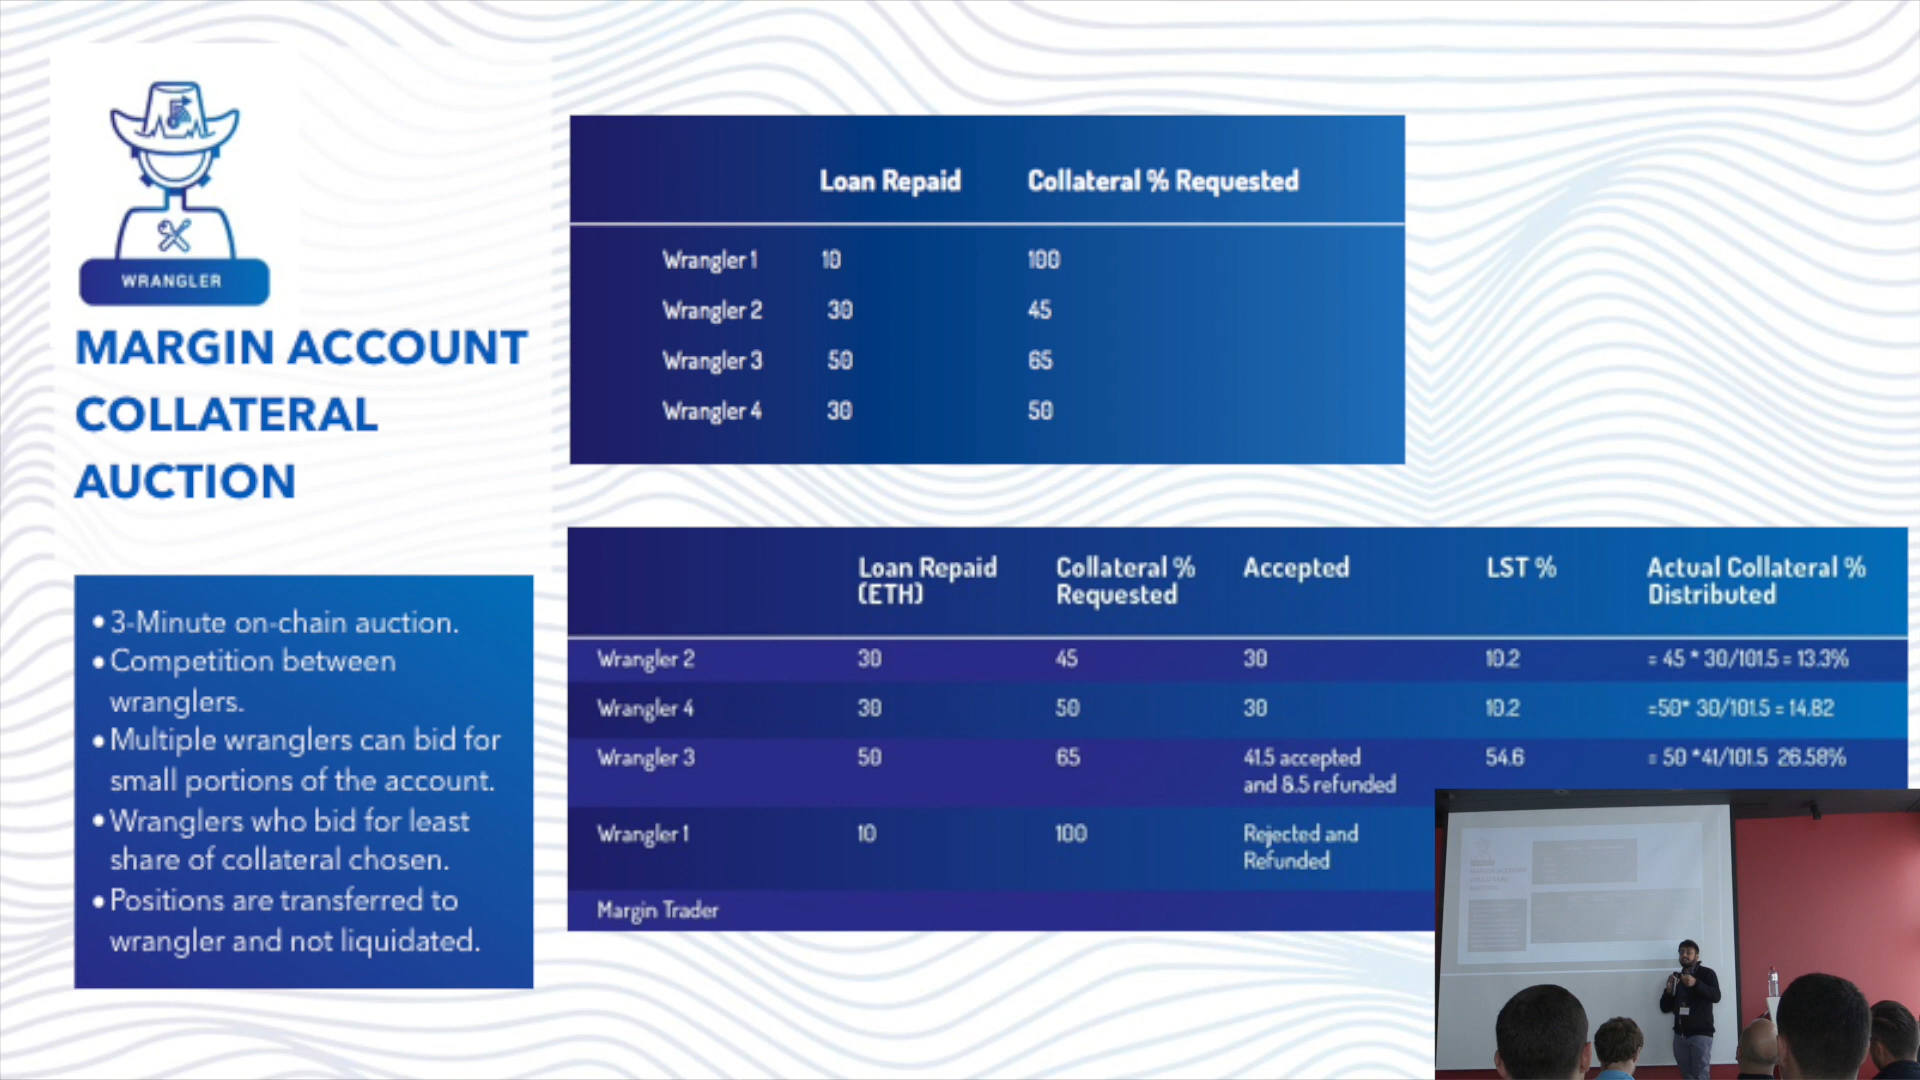 WRANGLER
MARGIN ACCOUNT
COLLATERAL
AUCTION
• 3-Minute on-chain auction.
• Competition between
wranglers.
• Multiple wranglers can bid for
small portions of the account.
• Wranglers who bid for least
share of collateral chosen.
• Positions are transferred to
wrangler and not liquidated.
Loan Repaid Collateral % Requested
Wrangler 1 10 100
Wrangler 2 30 45
Wrangler 3 50 65
Wrangler 4 30 50
Loan Repaid Collateral % Accepted LST % Actual Collateral %
(ETH) Requested Distributed
Wrangler 2 30 45 30 10.2 = 45 * 30/101.5 = 13.3%
Wrangler 4 30 50 30 10.2 =50* 30/101.5 = 14.82
Wrangler 3 50 65 41.5 accepted 54.6 = 50 *41/101.5 26.58%
and 8.5 refunded
Wrangler 1 10 100 Rejected and
Refunded
Margin Trader